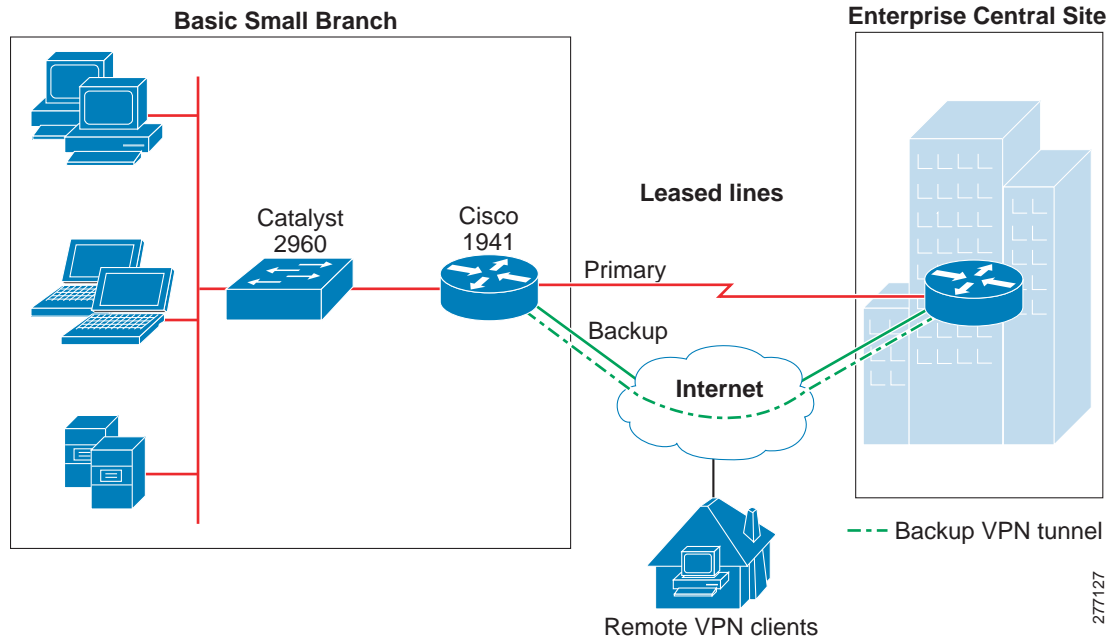 Basic Small Branch
Enterprise Central Site
Catalyst
2960
Cisco
1941
Leased lines
Primary
Backup
Internet
Backup VPN tunnel
Remote VPN clients
277127